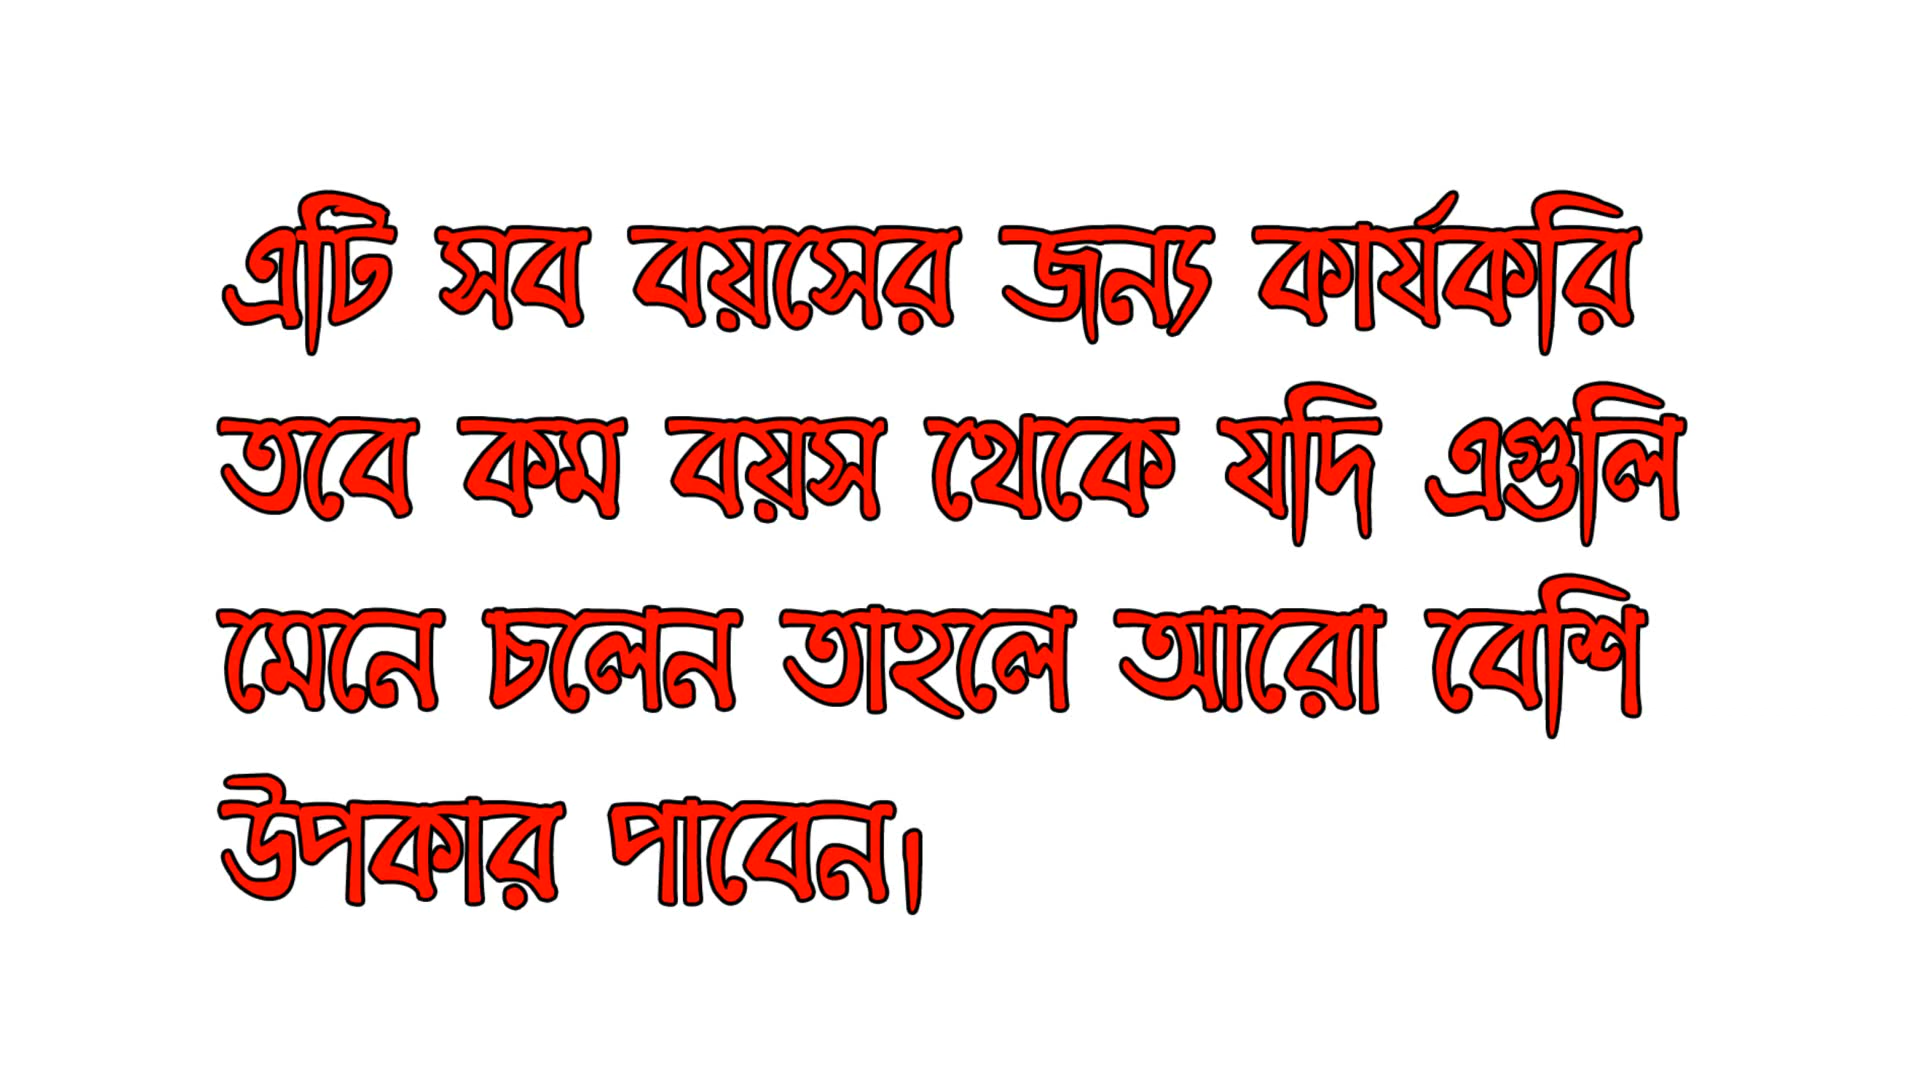 এটি সব বয়সের জন্য কার্যকরি
তবে কম বয়স থেকে যদি এগুলি
মেনে চলেন তাহলে আরো বেশি
উপকার পাবেন।